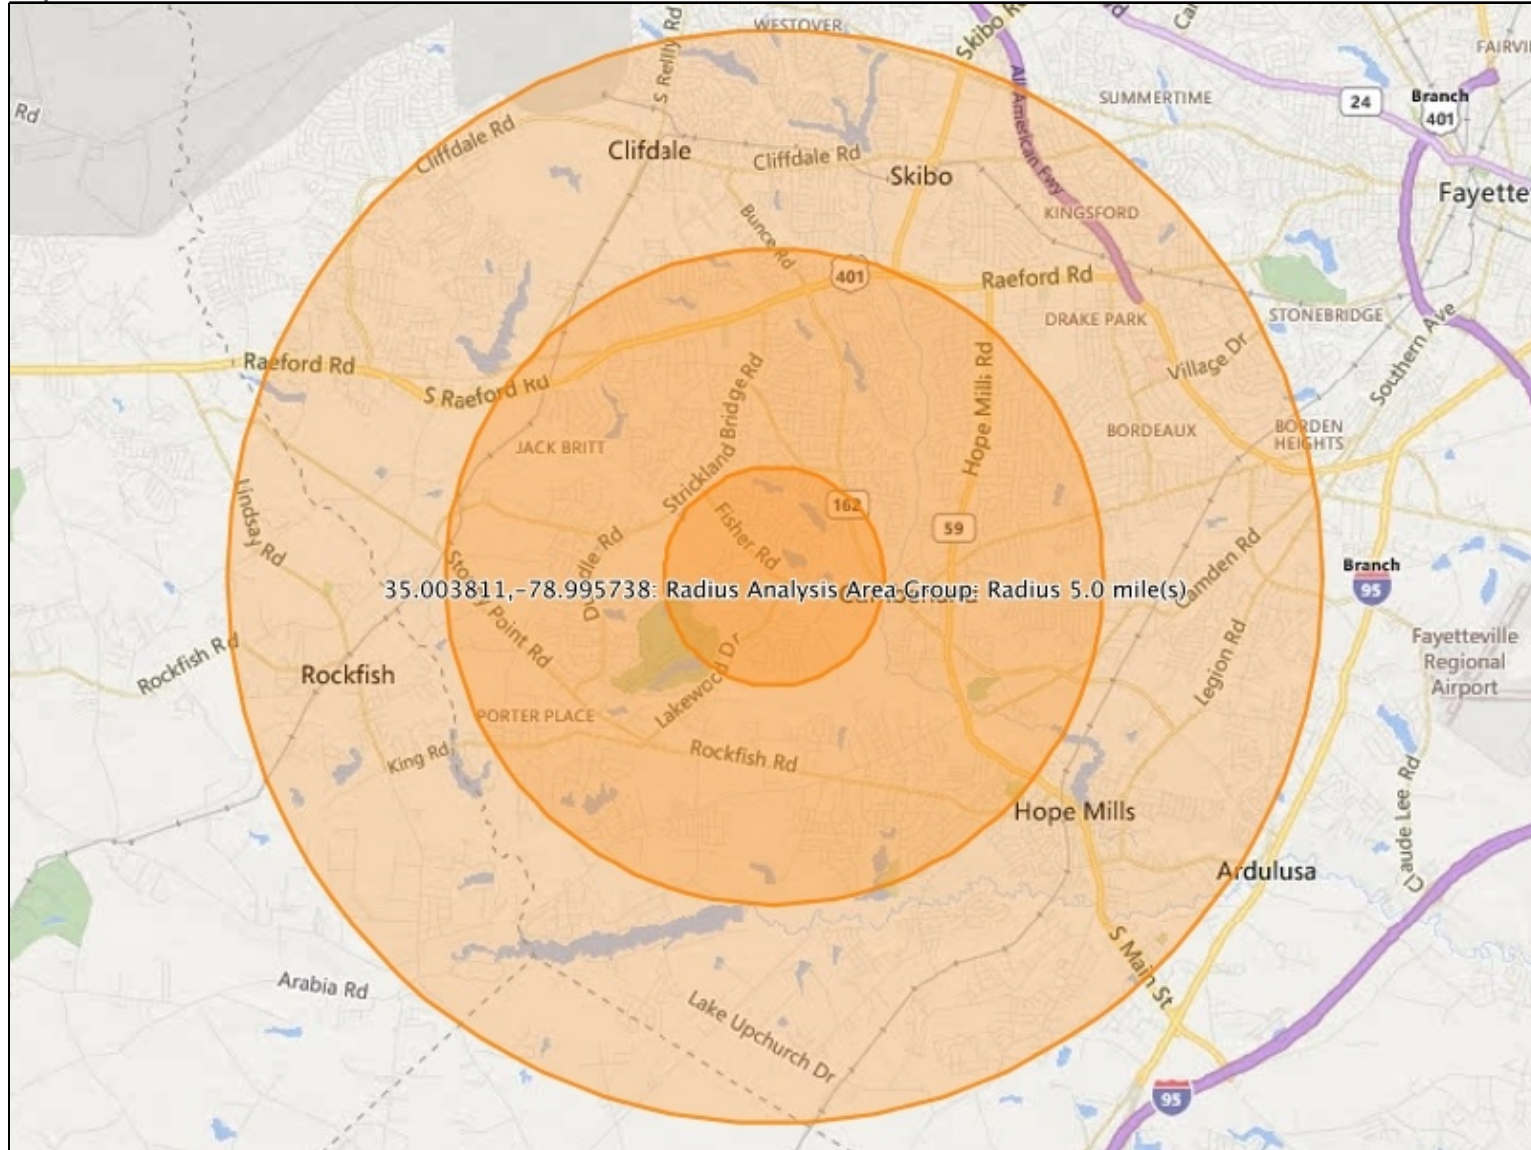 WESTOVER
Skibo Rd
Rd
S Reilly Rd
FAIRVI
All American Fwy
SUMMERTIME
24
Branch
401
Cliffdale Rd
Clifdale
Cliffdale Rd
Skibo
Fayette
Bunce Rd
KINGSFORD
401
Raeford Rd
DRAKE PARK
STONEBRIDGE
Raeford Rd
S Raeford Rd
Village Dr
Southern Ave
Strickland Bridge Rd
Hope Mills Rd
JACK BRITT
BORDEAUX
BORDEN
HEIGHTS
Lindsay Rd
162
Fisher Rd
59
Camden Rd
Branch
95
Stoney Point Rd
35.003811,-78.995738: Radius Analysis Area Group: Radius 5.0 mile(s)
Fayetteville
Regional
Airport
Rockfish Rd
Rockfish
Lakewood Dr
Legion Rd
PORTER PLACE
King Rd
Rockfish Rd
Hope Mills
Claude Lee Rd
Ardulusa
Arabia Rd
S Main St
Lake Upchurch Dr
95